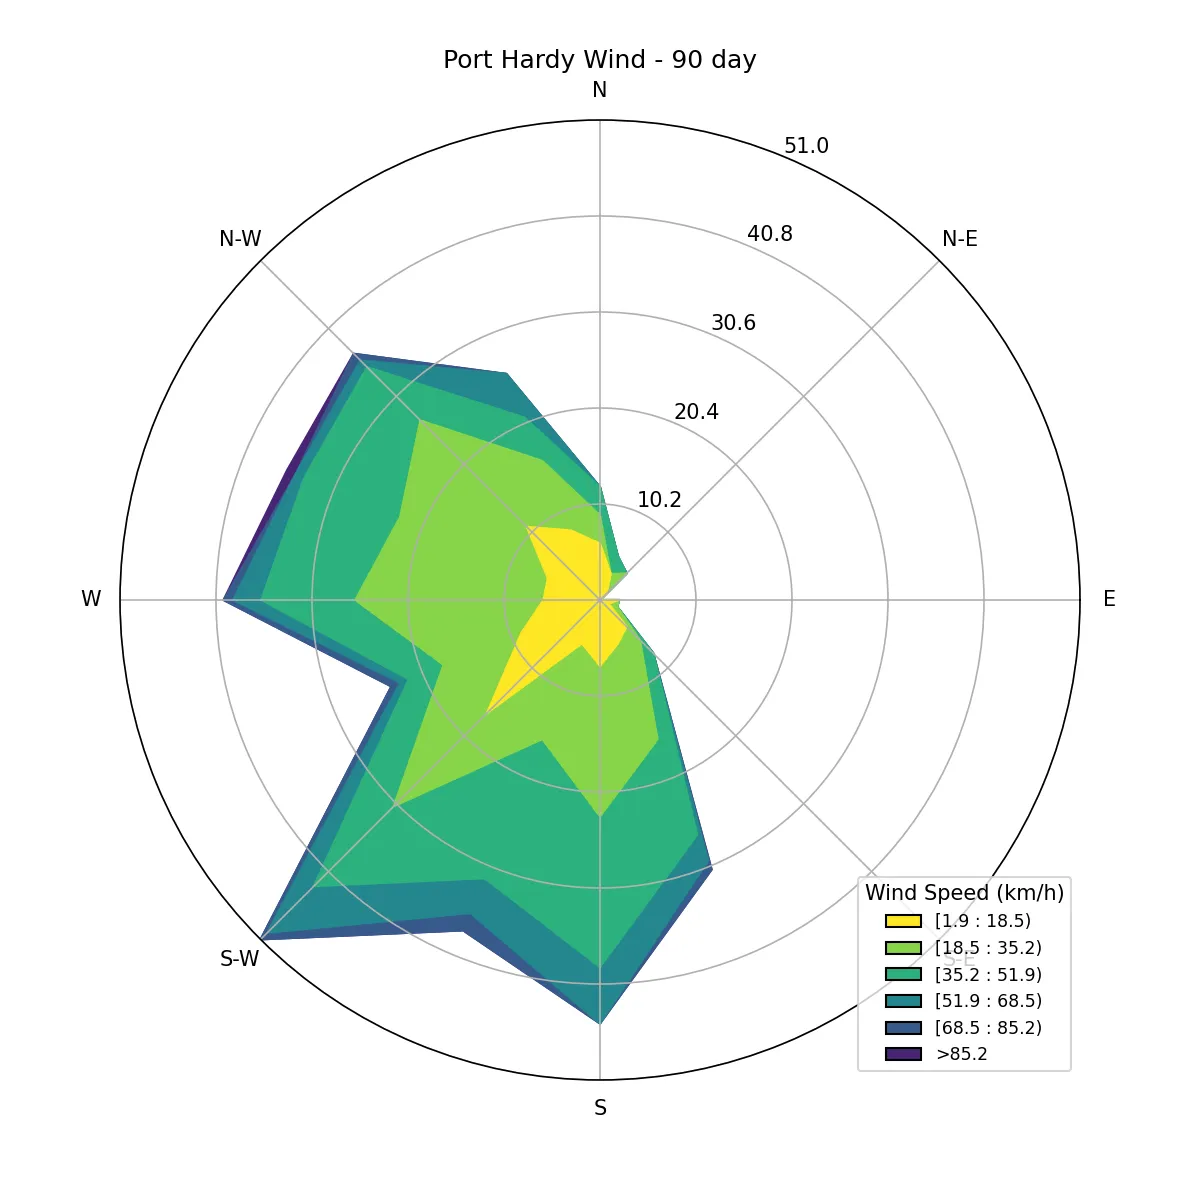 Port Hardy Wind - 90 day
N
51.0
40.8
N-W
N-E
30.6
20.4
10.2
W
E
Wind Speed (km/h)
[1.9 : 18.5)
[18.5 : 35.2)
S-W
S-E
[35.2 : 51.9)
[51.9 : 68.5)
[68.5 : 85.2)
>85.2
S